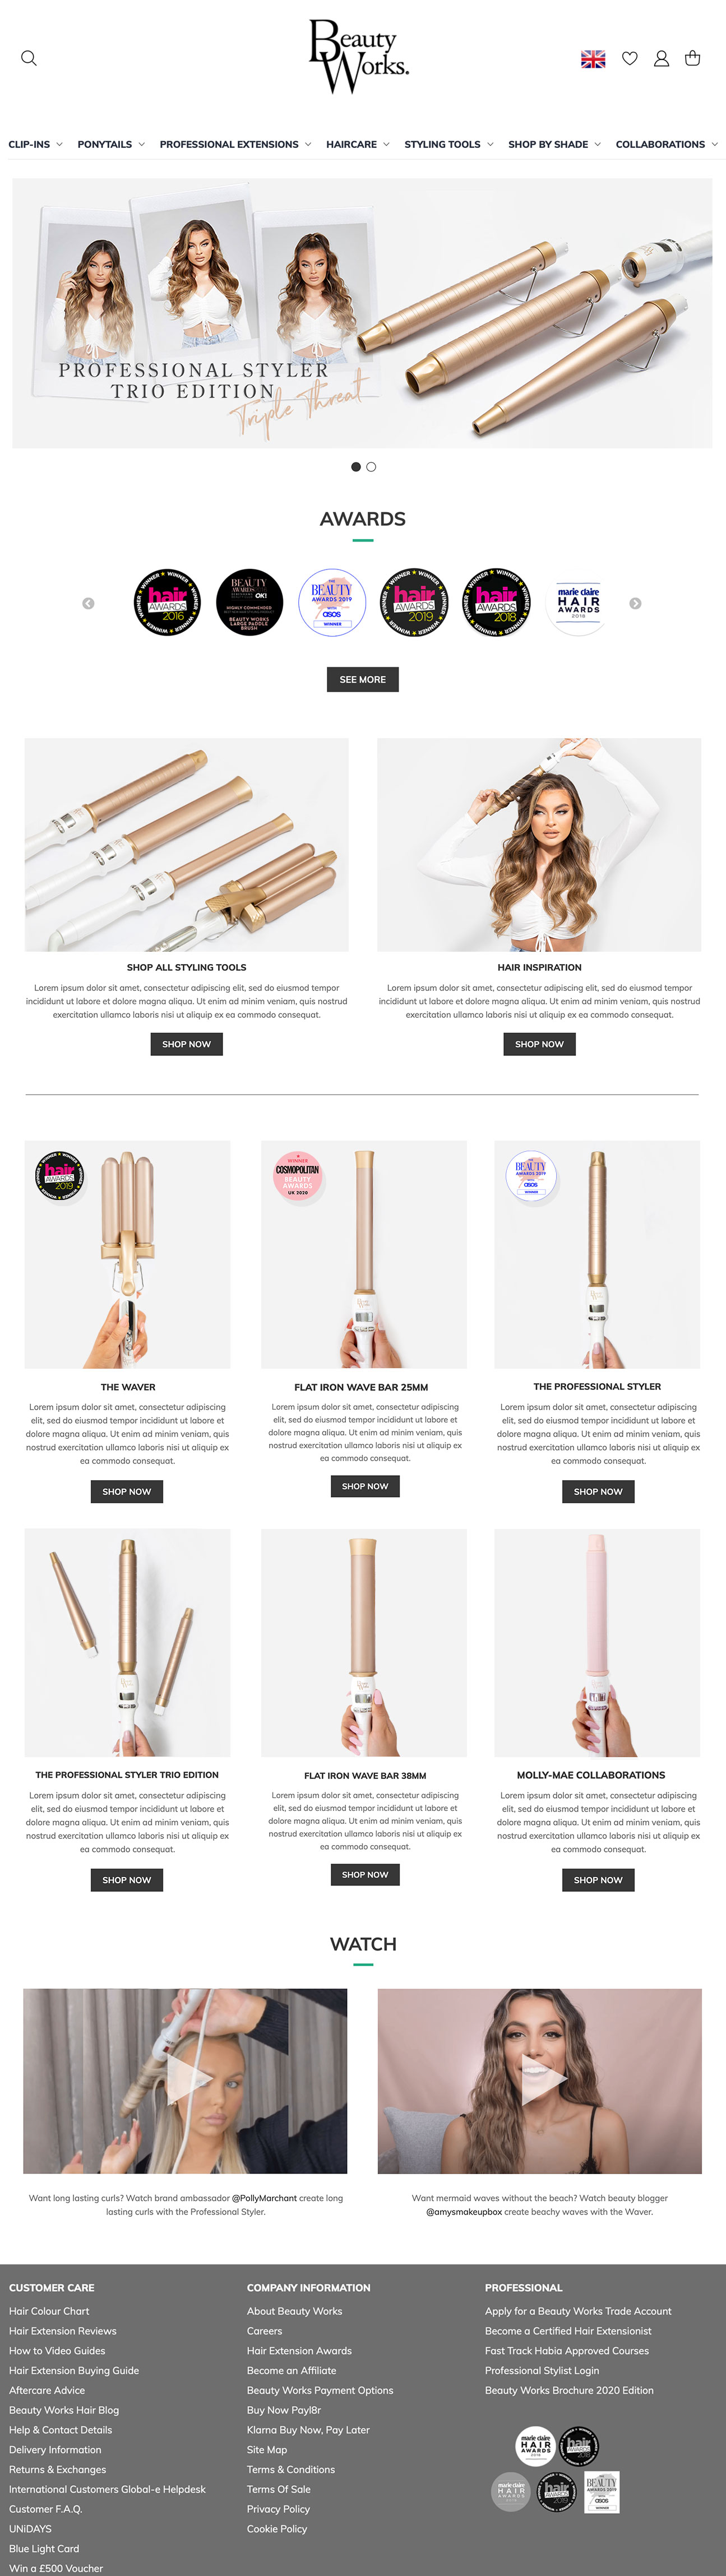 Beauty
Works.
CLIP-INS
PONYTAILS
PROFESSIONAL EXTENSIONS
HAIRCARE
STYLING TOOLS
SHOP BY SHADE
COLLABORATIONS
PROFESSIONAL STYLER
TRIO EDITION
Triple Threat
AWARDS
WINNER
hair
AWARDS
2016
BEAUTY
AWARDS
OK!
HIGHLY COMMENDED
BEAUTY WORKS
LARGE PADDLE
BRUSH
THE
BEAUTY
AWARDS 2019
WITH
asos
WINNER
WINNER
hair
AWARDS
2019
WINNER
hair
AWARDS
2018
marie claire
HAIR
AWARDS
2018
SEE MORE
SHOP ALL STYLING TOOLS
Lorem ipsum dolor sit amet, consectetur adipiscing elit, sed do eiusmod tempor
incididunt ut labore et dolore magna aliqua. Ut enim ad minim veniam, quis nostrud
exercitation ullamco laboris nisi ut aliquip ex ea commodo consequat.
SHOP NOW
HAIR INSPIRATION
Lorem ipsum dolor sit amet, consectetur adipiscing elit, sed do eiusmod tempor
incididunt ut labore et dolore magna aliqua. Ut enim ad minim veniam, quis nostrud
exercitation ullamco laboris nisi ut aliquip ex ea commodo consequat.
SHOP NOW
WINNER
hair
AWARDS
2019
THE WAVER
Lorem ipsum dolor sit amet, consectetur adipiscing
elit, sed do eiusmod tempor incididunt ut labore et
dolore magna aliqua. Ut enim ad minim veniam, quis
nostrud exercitation ullamco laboris nisi ut aliquip ex
ea commodo consequat.
SHOP NOW
WINNER
COSMOPOLITAN
BEAUTY
AWARDS
UK 2020
FLAT IRON WAVE BAR 25MM
Lorem ipsum dolor sit amet, consectetur adipiscing
elit, sed do eiusmod tempor incididunt ut labore et
dolore magna aliqua. Ut enim ad minim veniam, quis
nostrud exercitation ullamco laboris nisi ut aliquip ex
ea commodo consequat.
SHOP NOW
THE
BEAUTY
AWARDS 2019
WITH
asos
WINNER
THE PROFESSIONAL STYLER
Lorem ipsum dolor sit amet, consectetur adipiscing
elit, sed do eiusmod tempor incididunt ut labore et
dolore magna aliqua. Ut enim ad minim veniam, quis
nostrud exercitation ullamco laboris nisi ut aliquip ex
ea commodo consequat.
SHOP NOW
THE PROFESSIONAL STYLER TRIO EDITION
Lorem ipsum dolor sit amet, consectetur adipiscing
elit, sed do eiusmod tempor incididunt ut labore et
dolore magna aliqua. Ut enim ad minim veniam, quis
nostrud exercitation ullamco laboris nisi ut aliquip ex
ea commodo consequat.
SHOP NOW
FLAT IRON WAVE BAR 38MM
Lorem ipsum dolor sit amet, consectetur adipiscing
elit, sed do eiusmod tempor incididunt ut labore et
dolore magna aliqua. Ut enim ad minim veniam, quis
nostrud exercitation ullamco laboris nisi ut aliquip ex
ea commodo consequat.
SHOP NOW
MOLLY-MAE COLLABORATIONS
Lorem ipsum dolor sit amet, consectetur adipiscing
elit, sed do eiusmod tempor incididunt ut labore et
dolore magna aliqua. Ut enim ad minim veniam, quis
nostrud exercitation ullamco laboris nisi ut aliquip ex
ea commodo consequat.
SHOP NOW
WATCH
Want long lasting curls? Watch brand ambassador @PollyMarchant create long
lasting curls with the Professional Styler.
Want mermaid waves without the beach? Watch beauty blogger
@amysmakeupbox create beachy waves with the Waver.
CUSTOMER CARE
Hair Colour Chart
Hair Extension Reviews
How to Video Guides
Hair Extension Buying Guide
Aftercare Advice
Beauty Works Hair Blog
Help & Contact Details
Delivery Information
Returns & Exchanges
International Customers Global-e Helpdesk
Customer F.A.Q.
UNiDAYS
Blue Light Card
Win a £500 Voucher
COMPANY INFORMATION
About Beauty Works
Careers
Hair Extension Awards
Become an Affiliate
Beauty Works Payment Options
Buy Now Payl8r
Klarna Buy Now, Pay Later
Site Map
Terms & Conditions
Terms Of Sale
Privacy Policy
Cookie Policy
PROFESSIONAL
Apply for a Beauty Works Trade Account
Become a Certified Hair Extensionist
Fast Track Habia Approved Courses
Professional Stylist Login
Beauty Works Brochure 2020 Edition
marie claire
HAIR
AWARDS
2018
hair
AWARDS
marie claire
HAIR
AWARDS
hair
AWARDS
BEAUTY
AWARDS 2019
asos
WINNER